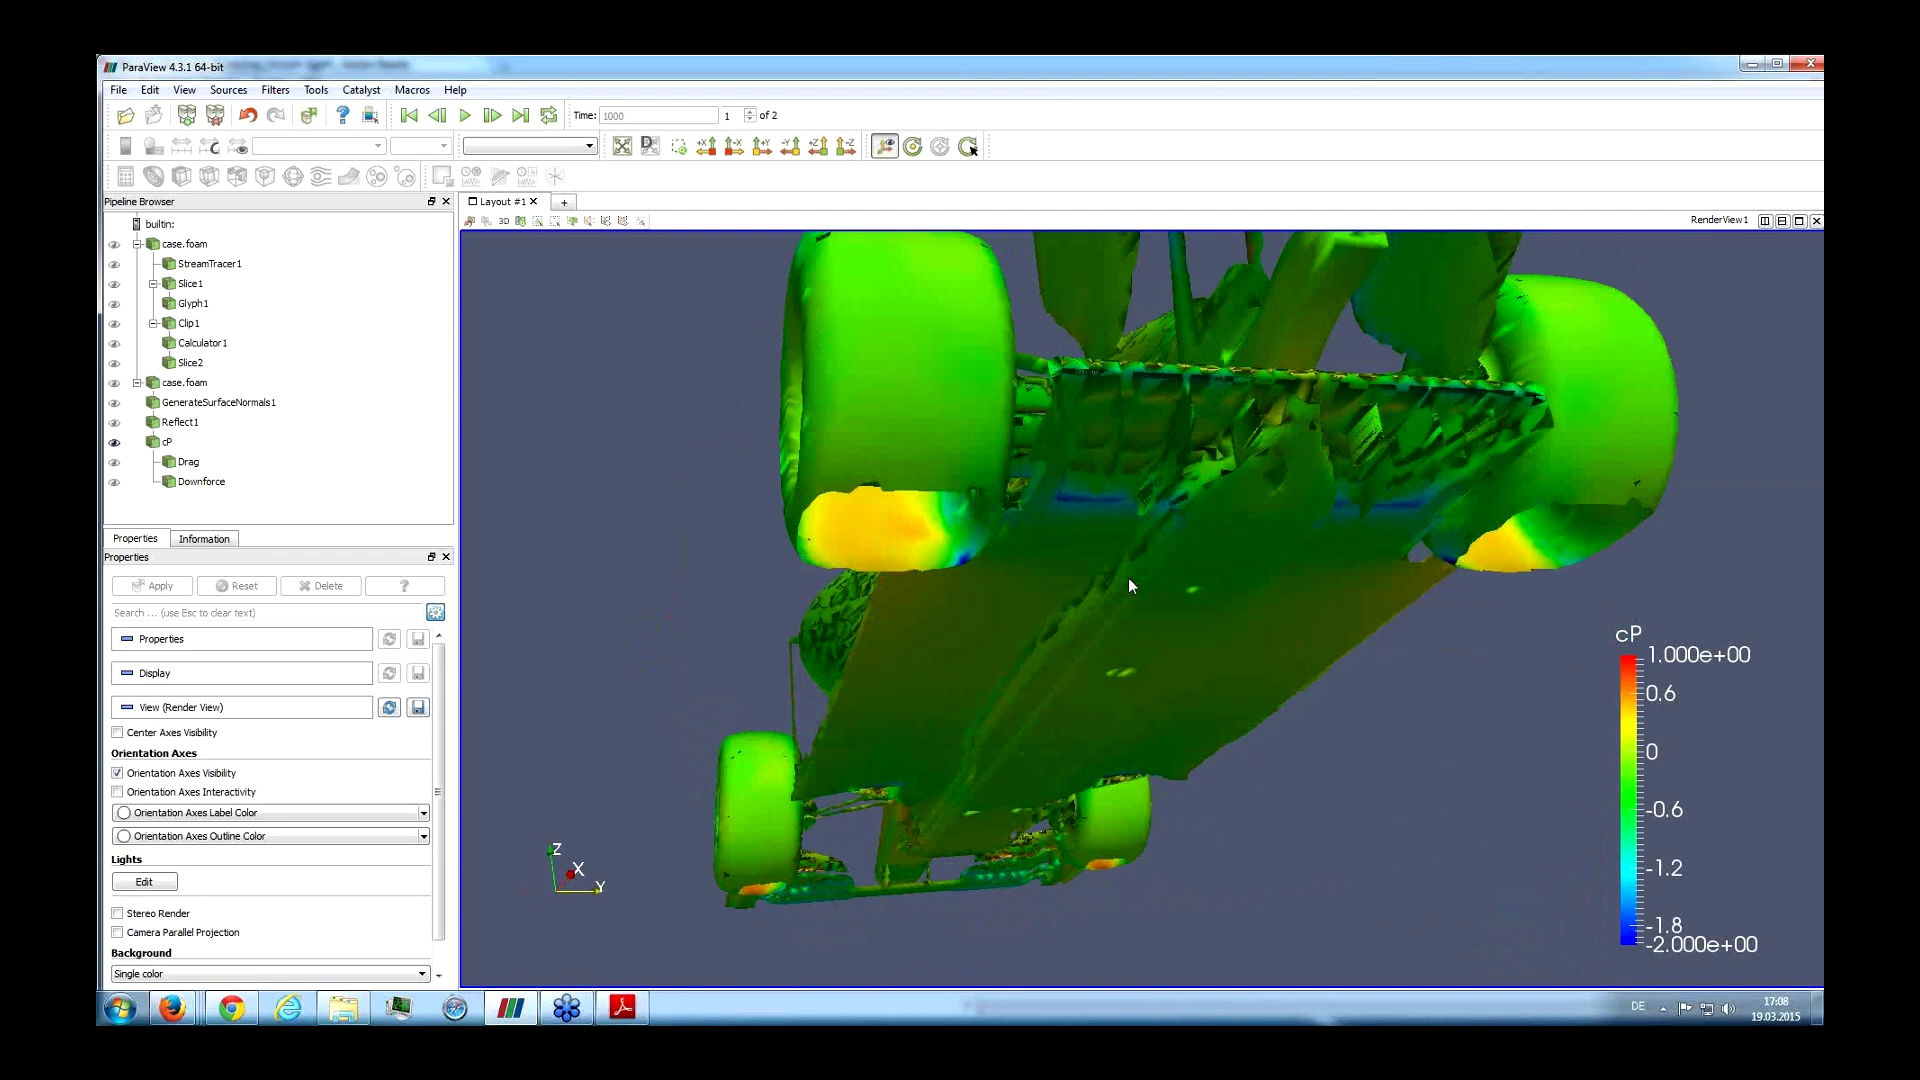 ParaView 4.3.1 64-bit
File Edit View Sources Filters Tools Catalyst Macros Help
Time: 1000 1 of 2
+X -X +Y -Y +Z -Z
Pipeline Browser
Layout #1
+
3D
RenderView1
builtin:
case.foam
StreamTracer1
Slice1
Glyph1
Clip1
Calculator1
Slice2
case.foam
GenerateSurfaceNormals1
Reflect1
cP
Drag
Downforce
Properties Information
Properties
Apply Reset Delete ?
Search ... (use Esc to clear text)
Properties
Display
View (Render View)
Center Axes Visibility
Orientation Axes
Orientation Axes Visibility
Orientation Axes Interactivity
Orientation Axes Label Color
Orientation Axes Outline Color
Lights
Edit
Stereo Render
Camera Parallel Projection
Background
Single color
Z
X
Y
cP
1.000e+00
0.6
0
-0.6
-1.2
-1.8
-2.000e+00
DE
17:08
19.03.2015